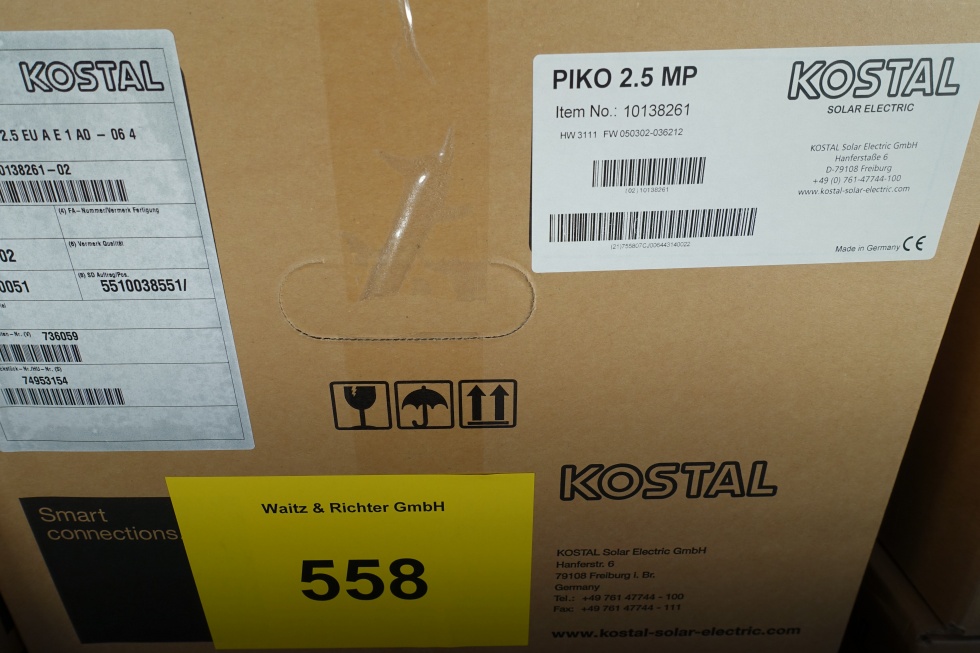 KOSTAL
2.5 EU A E 1 A0 - 06 4
0138261-02
(4) FA-Nummer/Vermerk Fertigung
02
(6) Vermerk Qualität
0051
(8) SD Auftrag/Pos.
5510038551/
736059
74953154
PIKO 2.5 MP
Item No.: 10138261
HW 3111 FW 050302-036212
(02)10138261
KOSTAL
SOLAR ELECTRIC
KOSTAL Solar Electric GmbH
Hanferstaße 6
D-79108 Freiburg
+49 (0) 761-47744-100
www.kostal-solar-electric.com
Made in Germany CE
Smart
connections
Waitz & Richter GmbH
558
KOSTAL
KOSTAL Solar Electric GmbH
Hanferstr. 6
79108 Freiburg i. Br.
Germany
Tel.: +49 761 47744 - 100
Fax: +49 761 47744 - 111
www.kostal-solar-electric.com